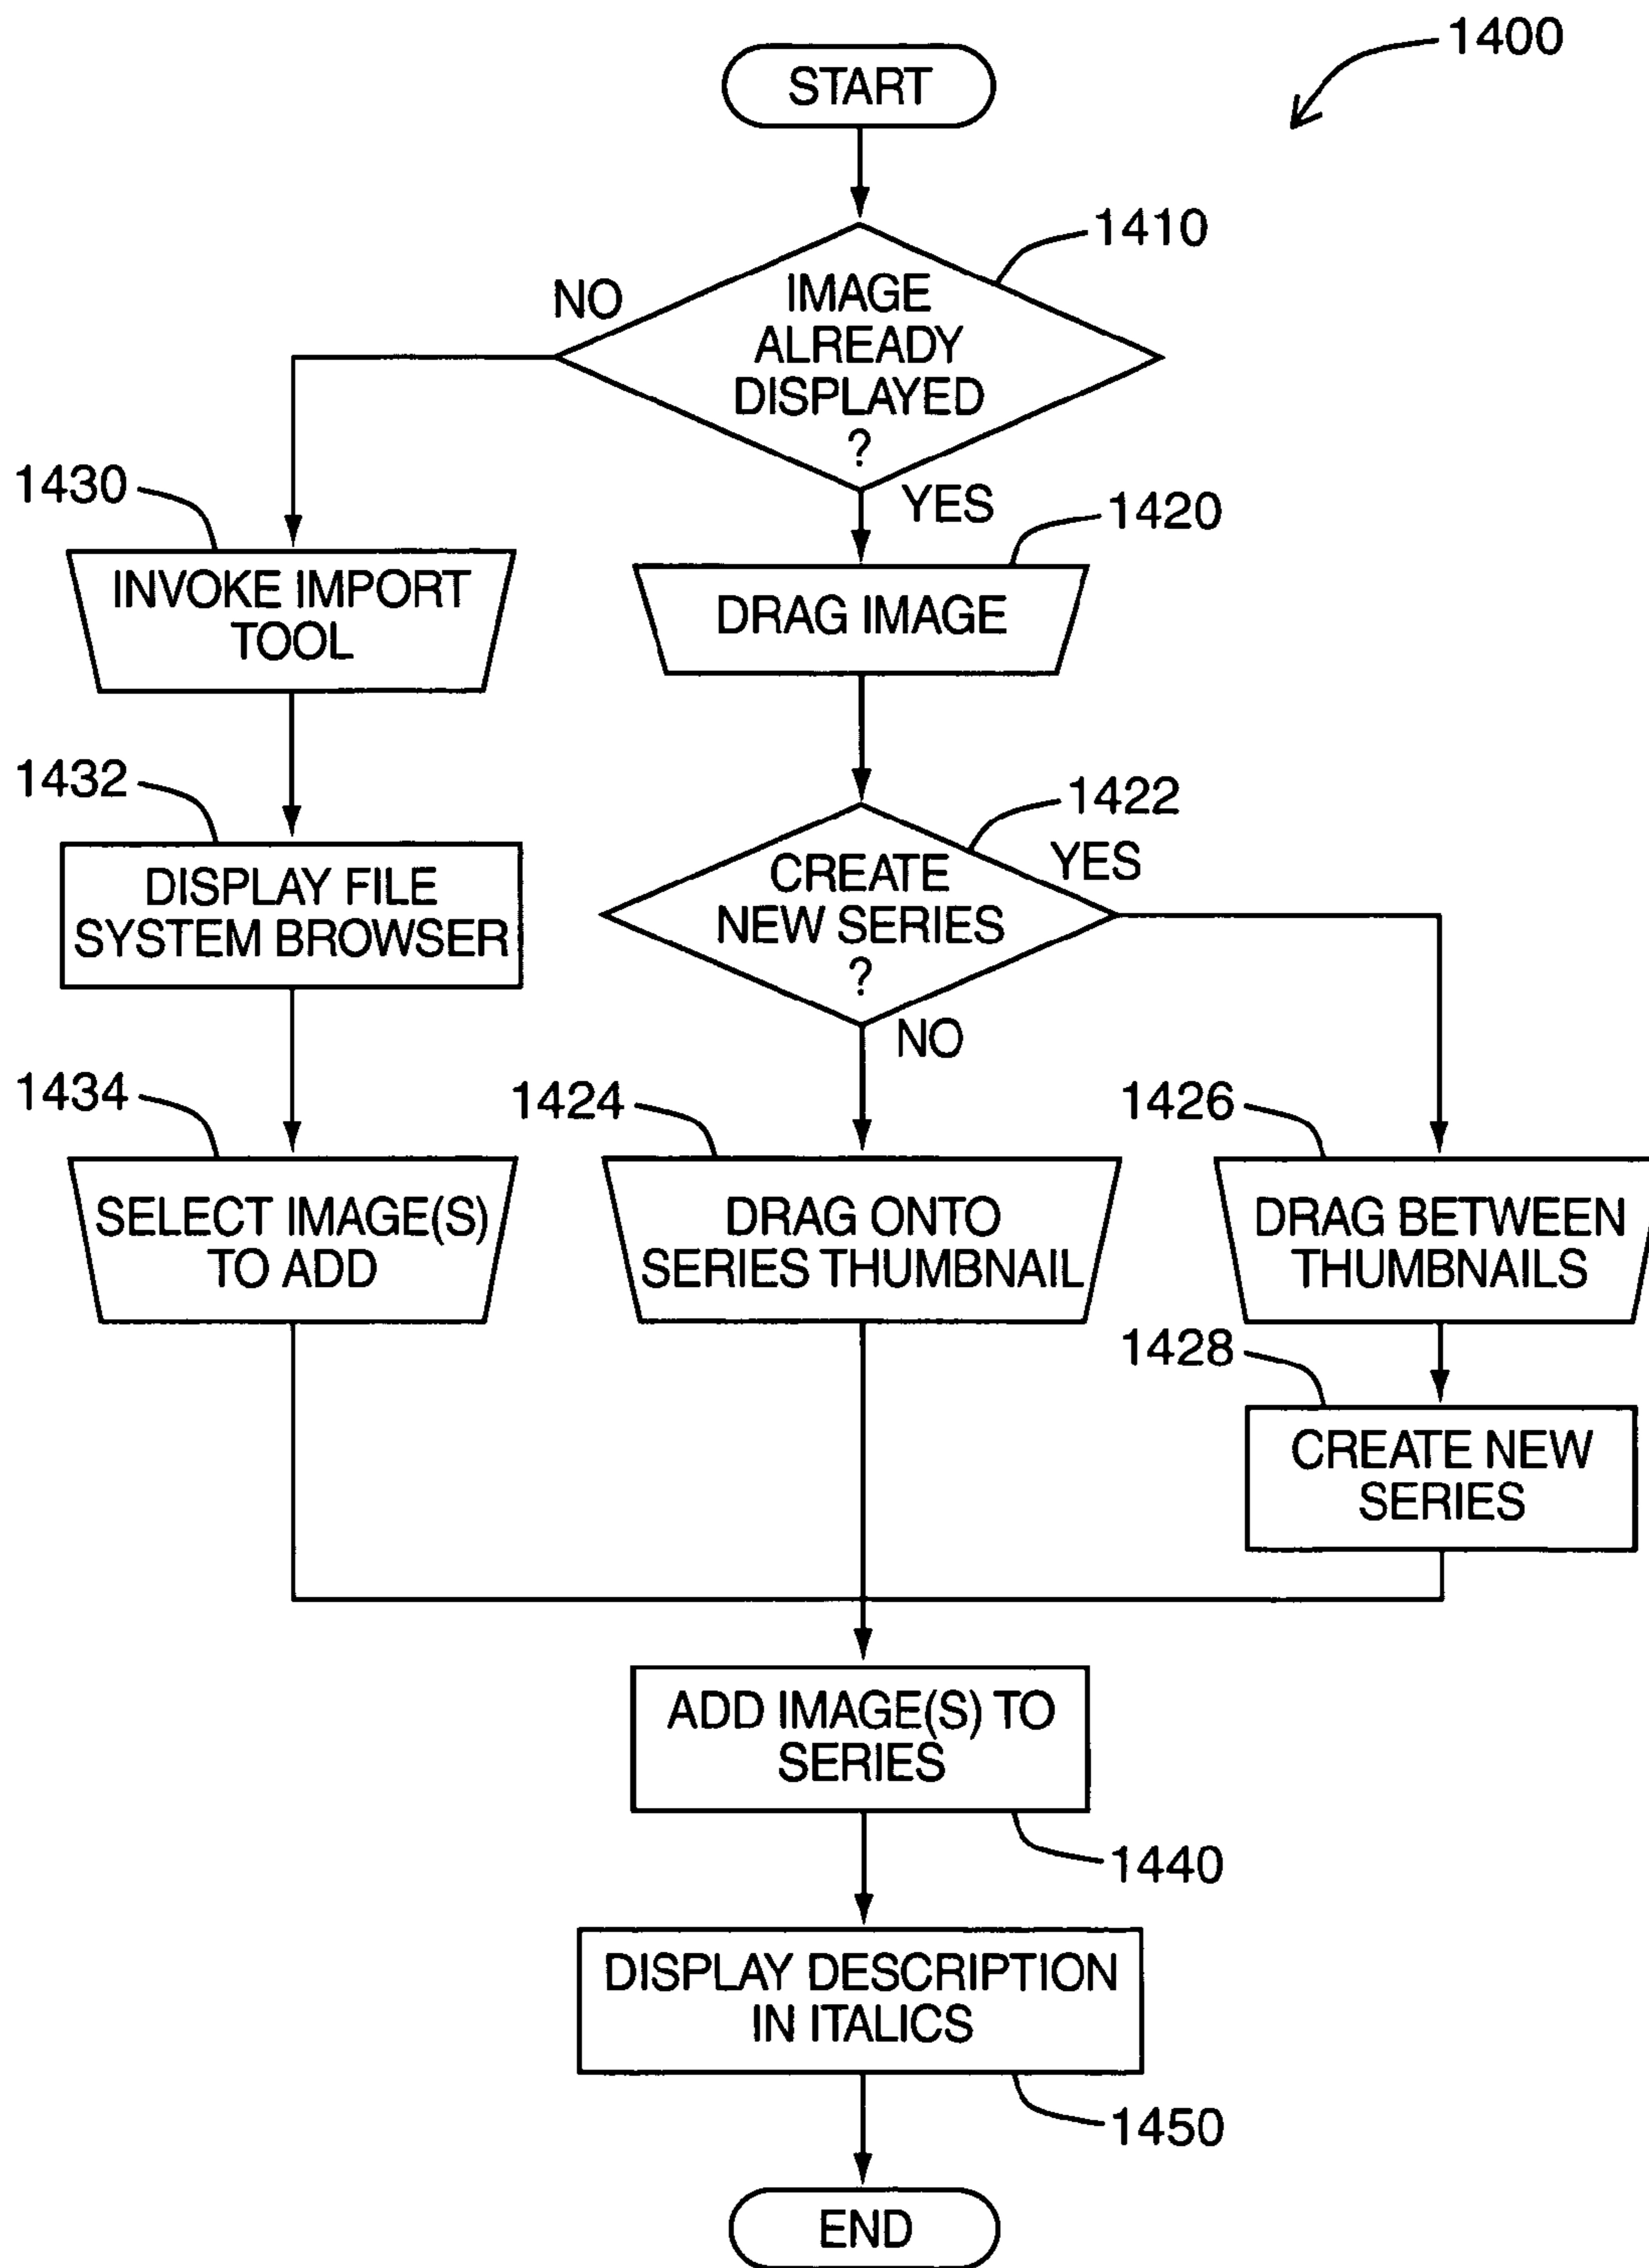 1400
START
1410
NO
IMAGE
ALREADY
DISPLAYED
?
YES
1430
1420
INVOKE IMPORT
TOOL
DRAG IMAGE
1432
1422
DISPLAY FILE
SYSTEM BROWSER
CREATE
NEW SERIES
?
YES
NO
1434
1424
1426
SELECT IMAGE(S)
TO ADD
DRAG ONTO
SERIES THUMBNAIL
DRAG BETWEEN
THUMBNAILS
1428
CREATE NEW
SERIES
ADD IMAGE(S) TO
SERIES
1440
DISPLAY DESCRIPTION
IN ITALICS
1450
END